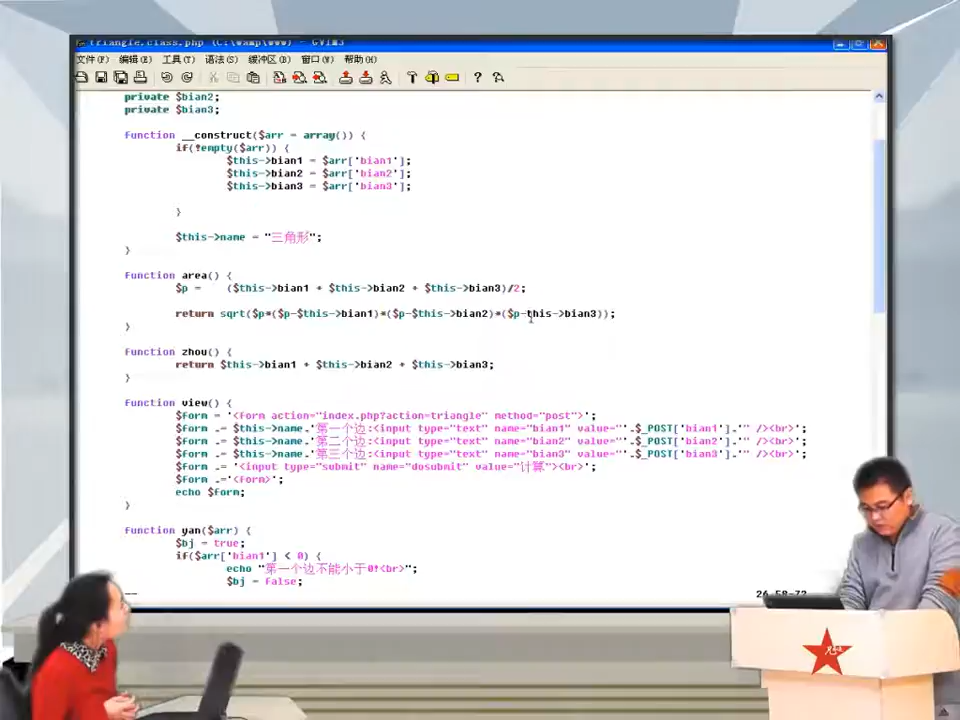 triangle.class.php (C:\wamp\www) - GVIM3
文件(F) 编辑(E) 工具(T) 语法(S) 缓冲区(B) 窗口(W) 帮助(H)
private $bian2;
private $bian3;
function __construct($arr = array()) {
if(!empty($arr)) {
$this->bian1 = $arr['bian1'];
$this->bian2 = $arr['bian2'];
$this->bian3 = $arr['bian3'];
}
$this->name = "三角形";
}
function area() {
$p = ($this->bian1 + $this->bian2 + $this->bian3)/2;
return sqrt($p*($p-$this->bian1)*($p-$this->bian2)*($p-this->bian3));
}
function zhou() {
return $this->bian1 + $this->bian2 + $this->bian3;
}
function view() {
$form = '<form action="index.php?action=triangle" method="post">';
$form .= $this->name.'第一个边:<input type="text" name="bian1" value="'.$_POST['bian1'].'" /><br>';
$form .= $this->name.'第二个边:<input type="text" name="bian2" value="'.$_POST['bian2'].'" /><br>';
$form .= $this->name.'第三个边:<input type="text" name="bian3" value="'.$_POST['bian3'].'" /><br>';
$form .= '<input type="submit" name="dosubmit" value="计算"><br>';
$form .='<form>';
echo $form;
}
function yan($arr) {
$bj = true;
if($arr['bian1'] < 0) {
echo "第一个边不能小于0!<br>";
$bj = false;
--
26,58-72